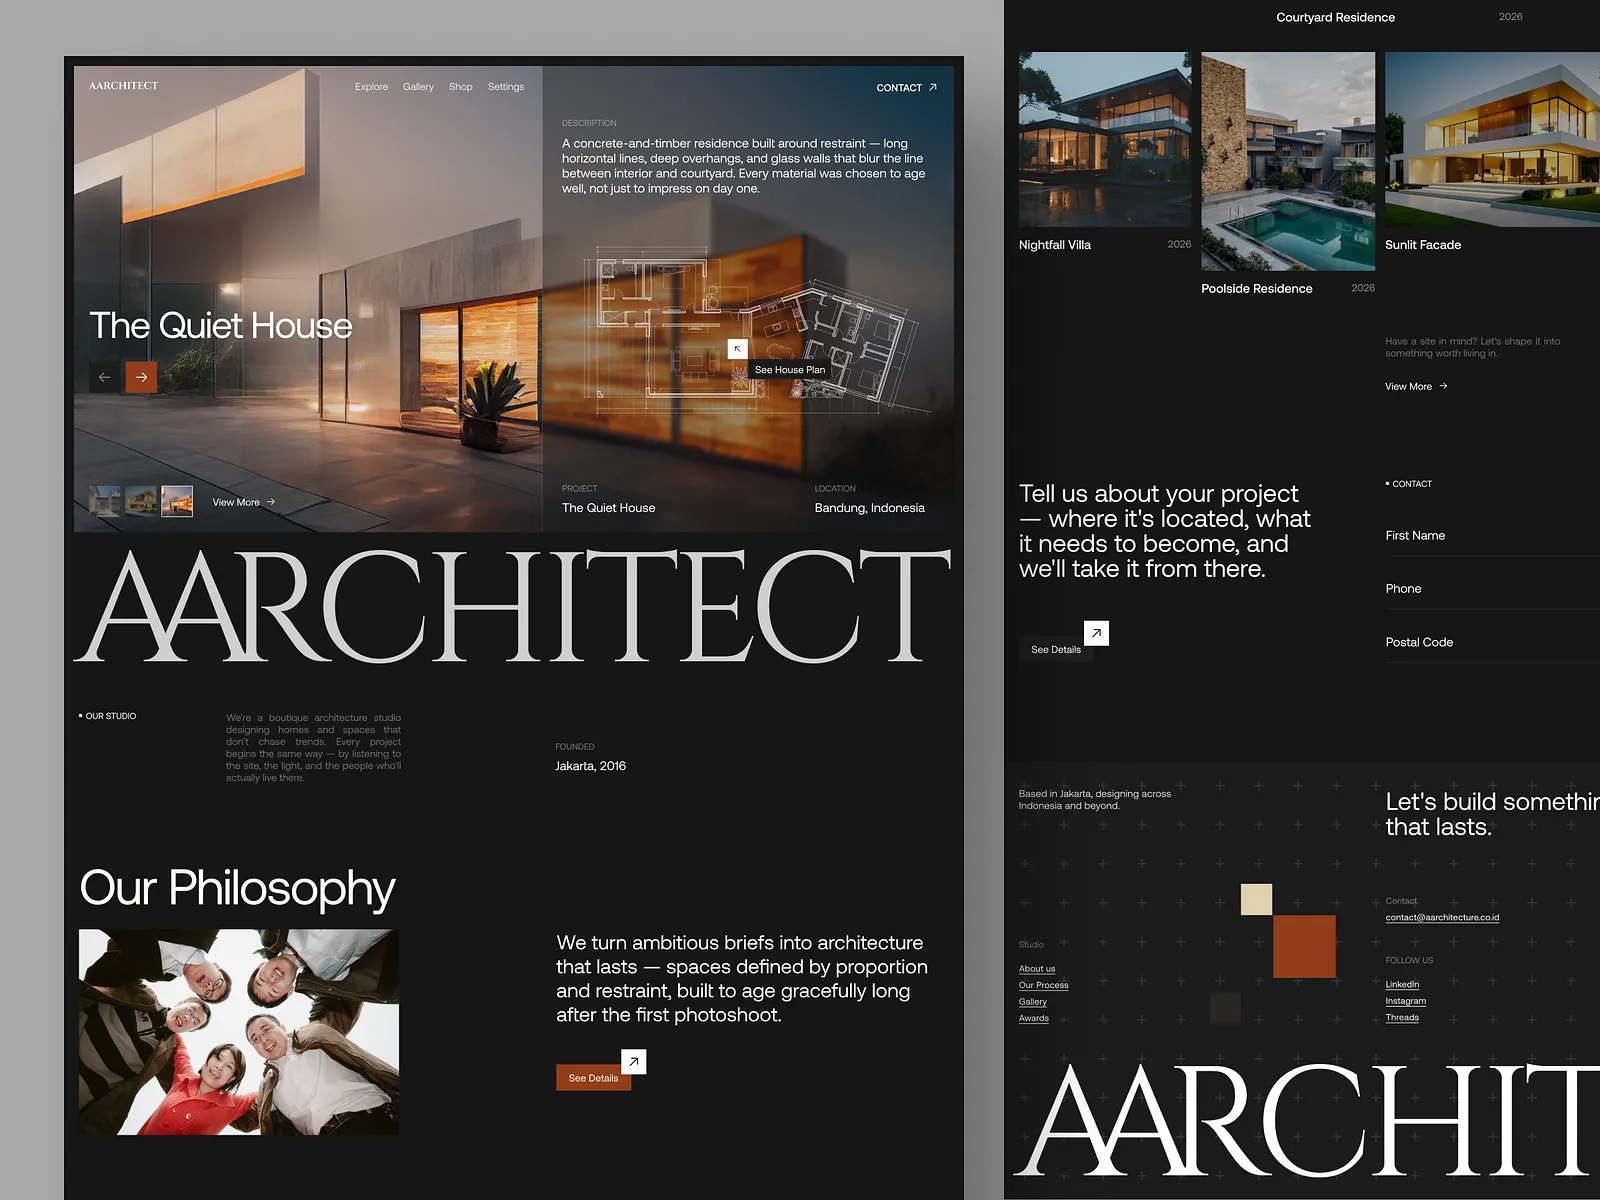 AARCHITECT
Explore Gallery Shop Settings
CONTACT
DESCRIPTION
A concrete-and-timber residence built around restraint — long
horizontal lines, deep overhangs, and glass walls that blur the line
between interior and courtyard. Every material was chosen to age
well, not just to impress on day one.
The Quiet House
See House Plan
View More
PROJECT
The Quiet House
LOCATION
Bandung, Indonesia
AARCHITECT
OUR STUDIO
We're a boutique architecture studio
designing homes and spaces that
don't chase trends. Every project
begins the same way — by listening to
the site, the light, and the people who'll
actually live there.
FOUNDED
Jakarta, 2016
Our Philosophy
We turn ambitious briefs into architecture
that lasts — spaces defined by proportion
and restraint, built to age gracefully long
after the first photoshoot.
See Details
Courtyard Residence 2026
Nightfall Villa 2026
Poolside Residence 2026
Sunlit Facade
Have a site in mind? Let's shape it into
something worth living in.
View More
Tell us about your project
— where it's located, what
it needs to become, and
we'll take it from there.
See Details
CONTACT
First Name
Phone
Postal Code
Based in Jakarta, designing across
Indonesia and beyond.
Let's build somethin
that lasts.
Contact
contact@aarchitecture.co.id
Studio
About us
Our Process
Gallery
Awards
FOLLOW US
LinkedIn
Instagram
Threads
AARCHIT